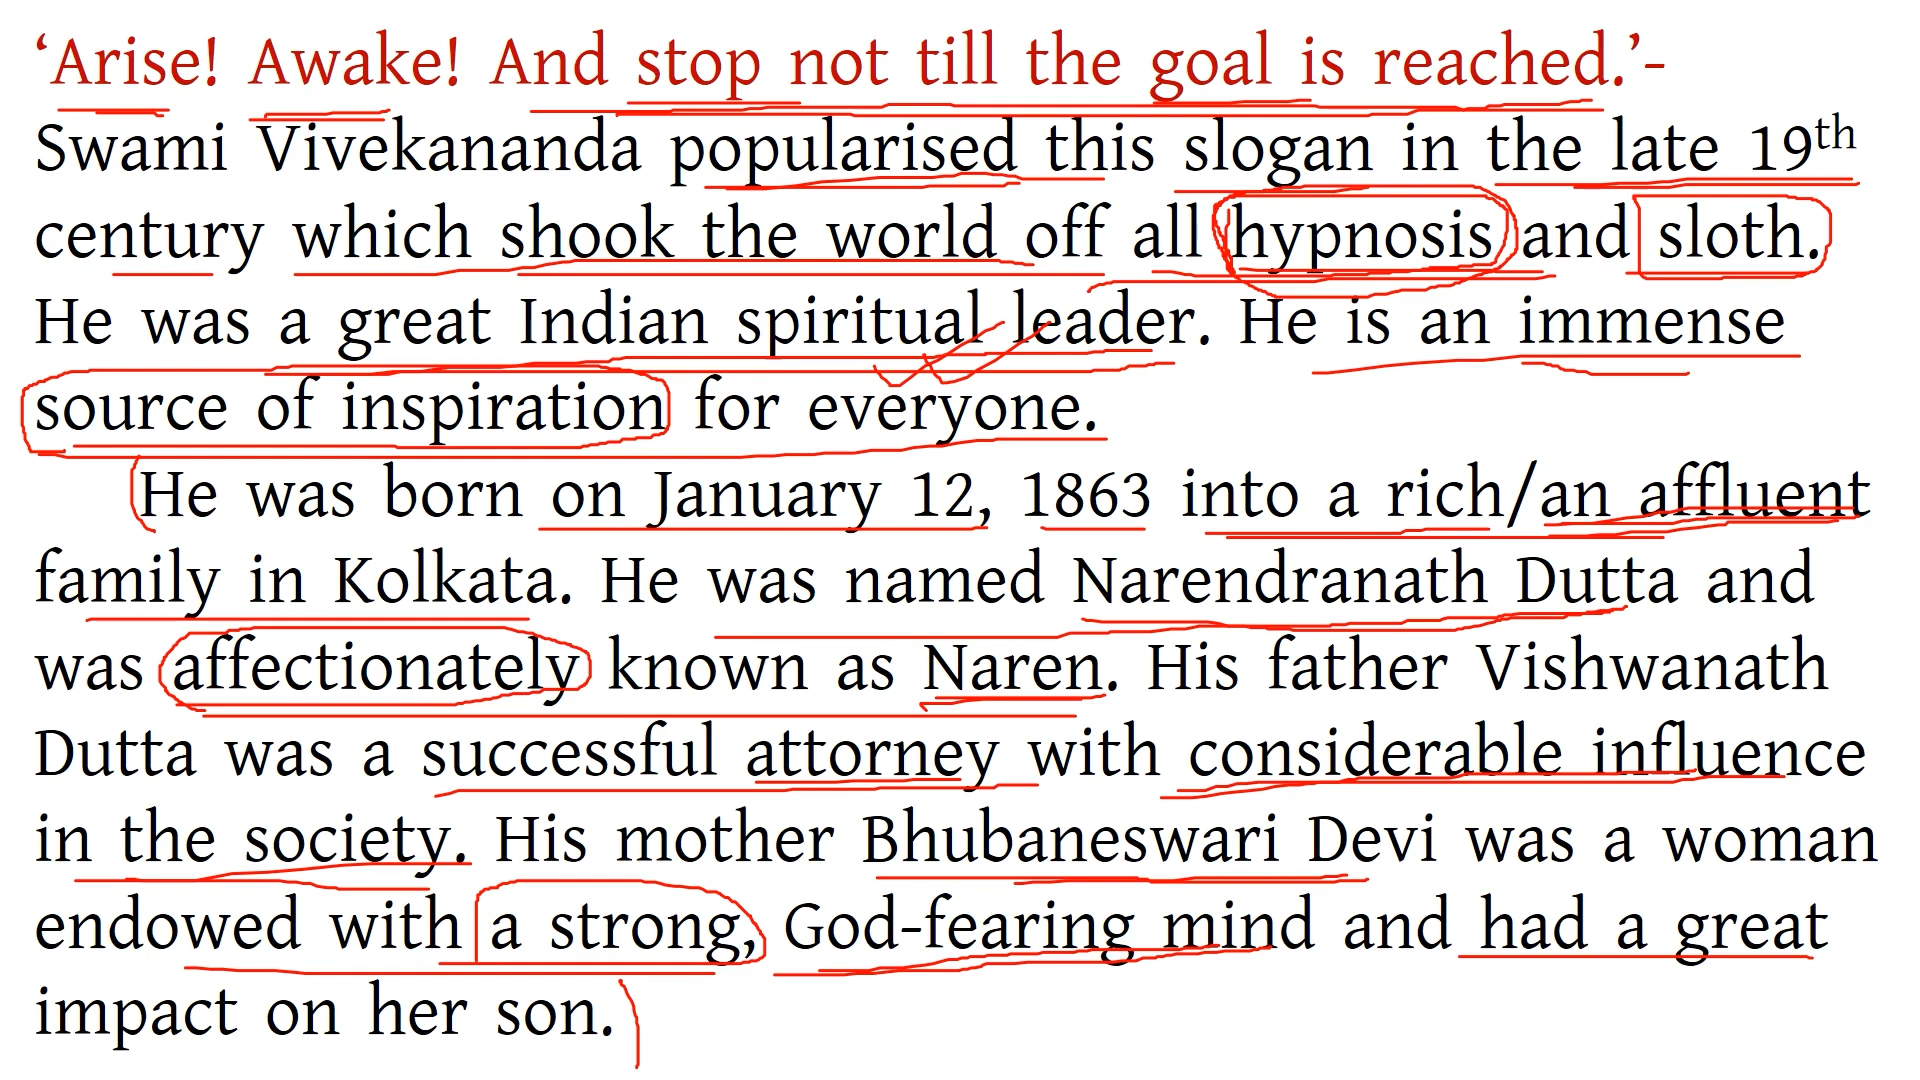 ‘Arise! Awake! And stop not till the goal is reached.’-
Swami Vivekananda popularised this slogan in the late 19th
century which shook the world off all hypnosis and sloth.
He was a great Indian spiritual leader. He is an immense
source of inspiration for everyone.
He was born on January 12, 1863 into a rich/an affluent
family in Kolkata. He was named Narendranath Dutta and
was affectionately known as Naren. His father Vishwanath
Dutta was a successful attorney with considerable influence
in the society. His mother Bhubaneswari Devi was a woman
endowed with a strong, God-fearing mind and had a great
impact on her son.